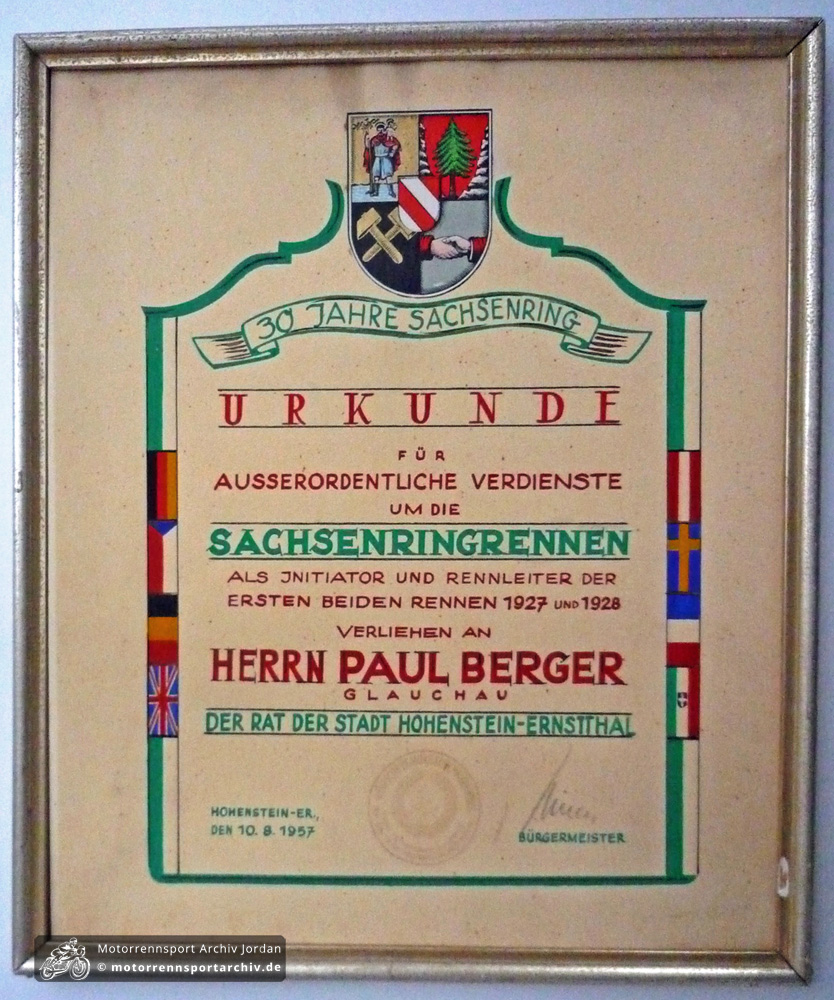 30 JAHRE SACHSENRING
URKUNDE
FÜR
AUSSERORDENTLICHE VERDIENSTE
UM DIE
SACHSENRINGRENNEN
ALS JNITIATOR UND RENNLEITER DER
ERSTEN BEIDEN RENNEN 1927 UND 1928
VERLIEHEN AN
HERRN PAUL BERGER
GLAUCHAU
DER RAT DER STADT HOHENSTEIN-ERNSTTHAL
HOHENSTEIN-ER.,
DEN 10. 8. 1957
BÜRGERMEISTER
Motorrennsport Archiv Jordan
© motorrennsportarchiv.de